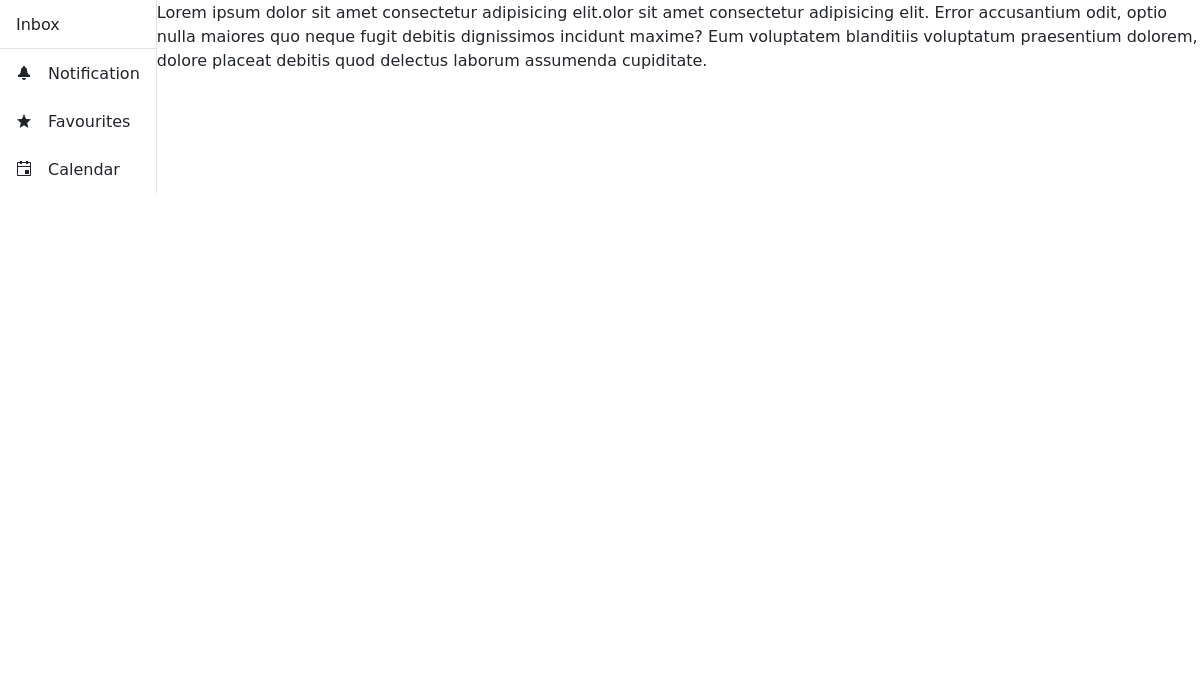 Inbox
Notification
Favourites
Calendar
Lorem ipsum dolor sit amet consectetur adipisicing elit.olor sit amet consectetur adipisicing elit. Error accusantium odit, optio
nulla maiores quo neque fugit debitis dignissimos incidunt maxime? Eum voluptatem blanditiis voluptatum praesentium dolorem,
dolore placeat debitis quod delectus laborum assumenda cupiditate.